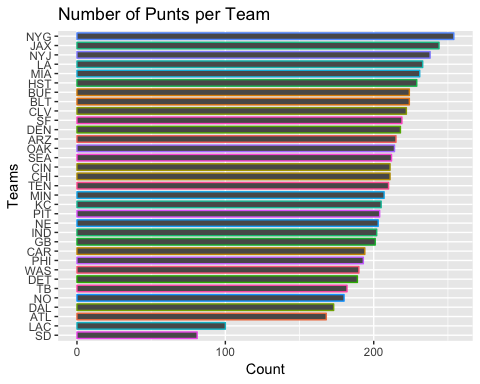 Number of Punts per Team
NYG
JAX
NYJ
LA
MIA
HST
BUF
BLT
CLV
SF
DEN
ARZ
OAK
SEA
CIN
CHI
TEN
MIN
KC
PIT
NE
IND
GB
CAR
PHI
WAS
DET
TB
NO
DAL
ATL
LAC
SD
Teams
0 100 200
Count